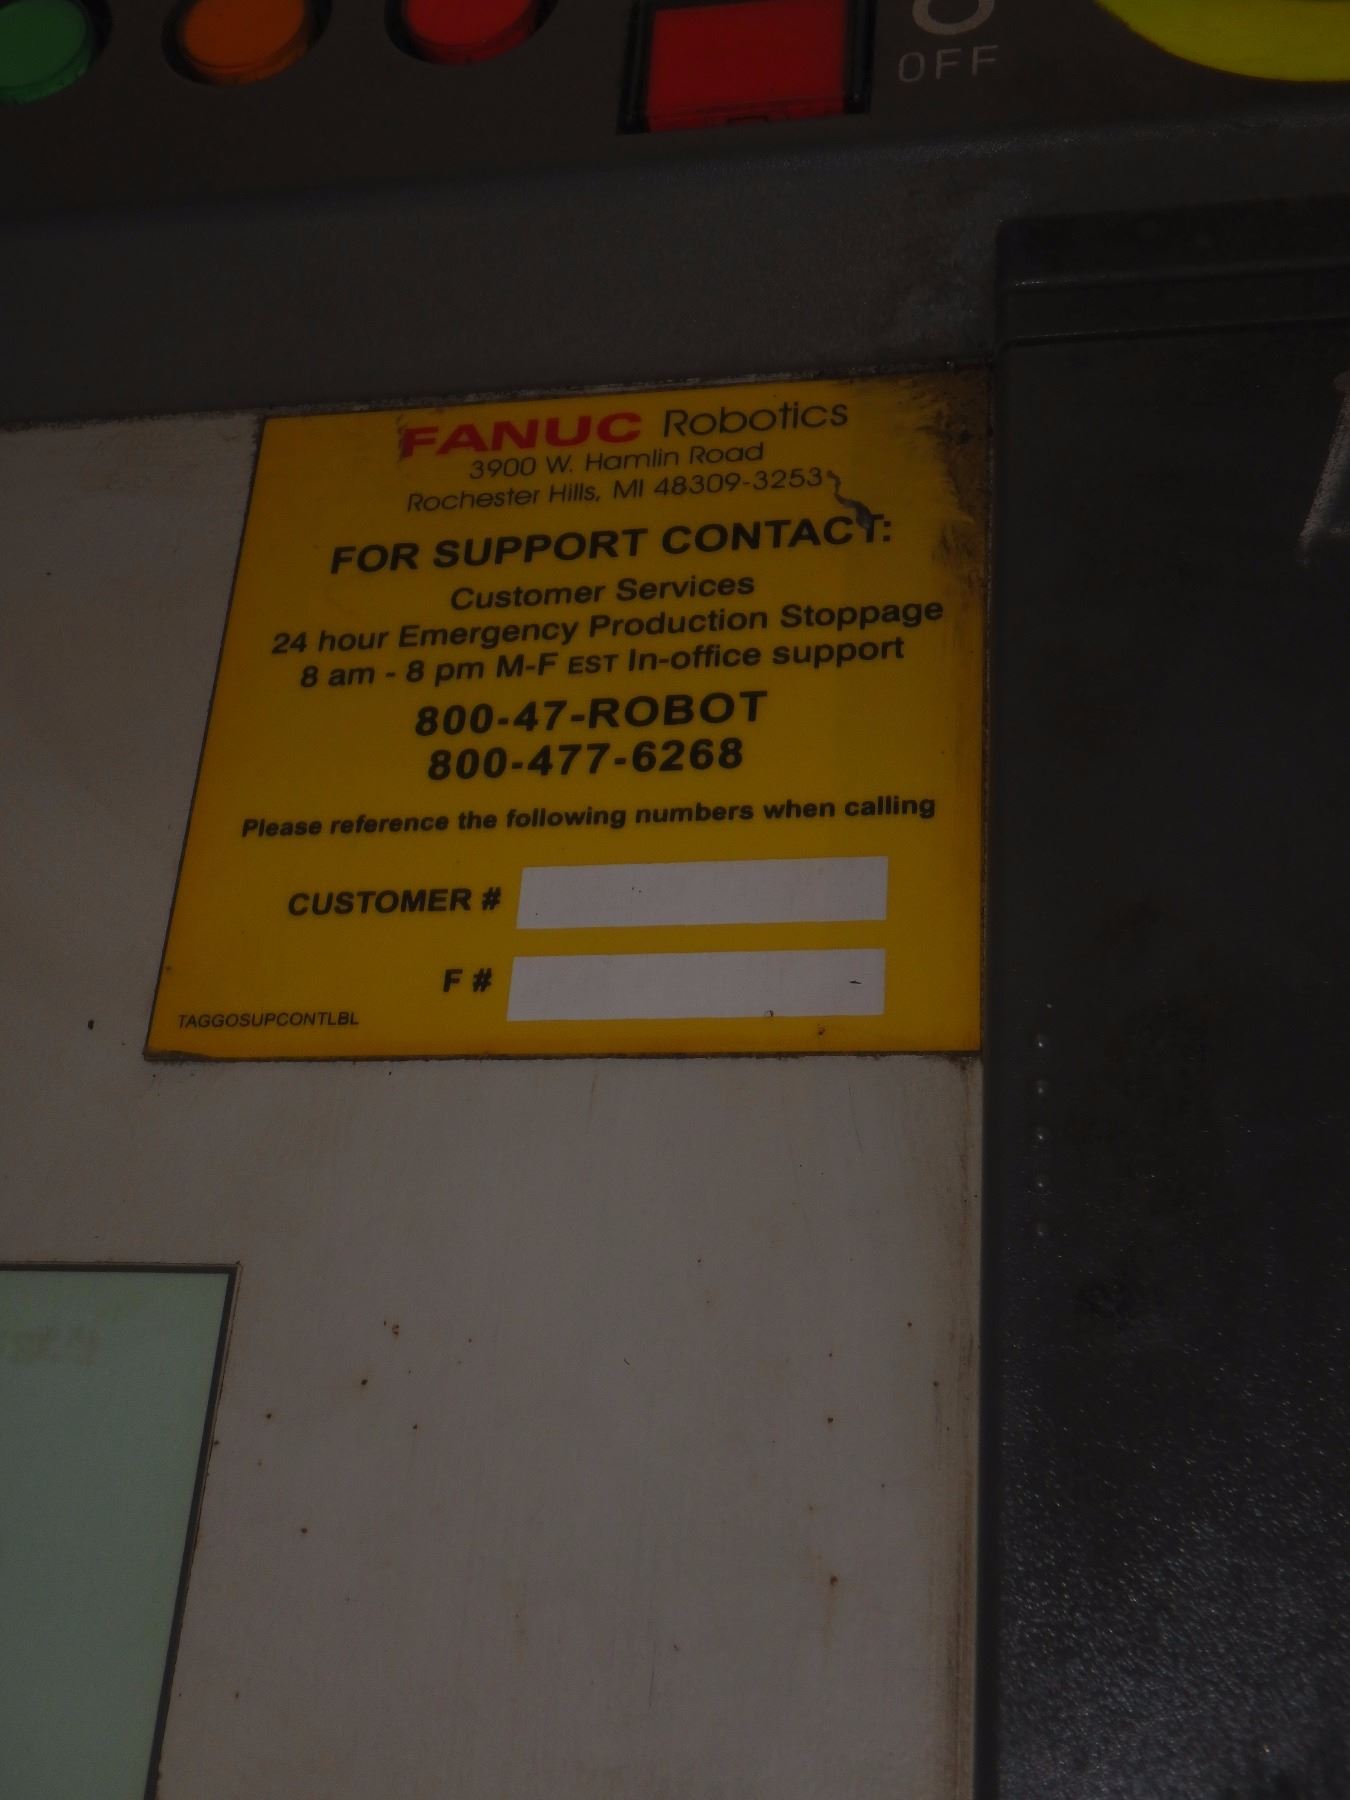 OFF
FANUC Robotics
3900 W. Hamlin Road
Rochester Hills, MI 48309-3253
FOR SUPPORT CONTACT:
Customer Services
24 hour Emergency Production Stoppage
8 am - 8 pm M-F EST In-office support
800-47-ROBOT
800-477-6268
Please reference the following numbers when calling
CUSTOMER #
F #
TAGGOSUPCONTLBL